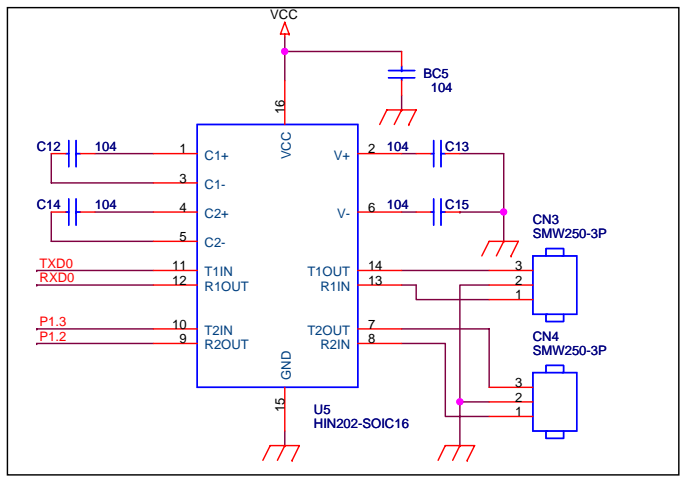 VCC
BC5
104
16
VCC
C12 104 1 C1+ V+ 2 104 C13
3 C1-
C14 104 4 C2+ V- 6 104 C15
5 C2-
CN3
SMW250-3P
TXD0 11 T1IN T1OUT 14 3
RXD0 12 R1OUT R1IN 13 2
1
P1.3 10 T2IN T2OUT 7
P1.2 9 R2OUT R2IN 8
CN4
SMW250-3P
GND
15
3
2
1
U5
HIN202-SOIC16